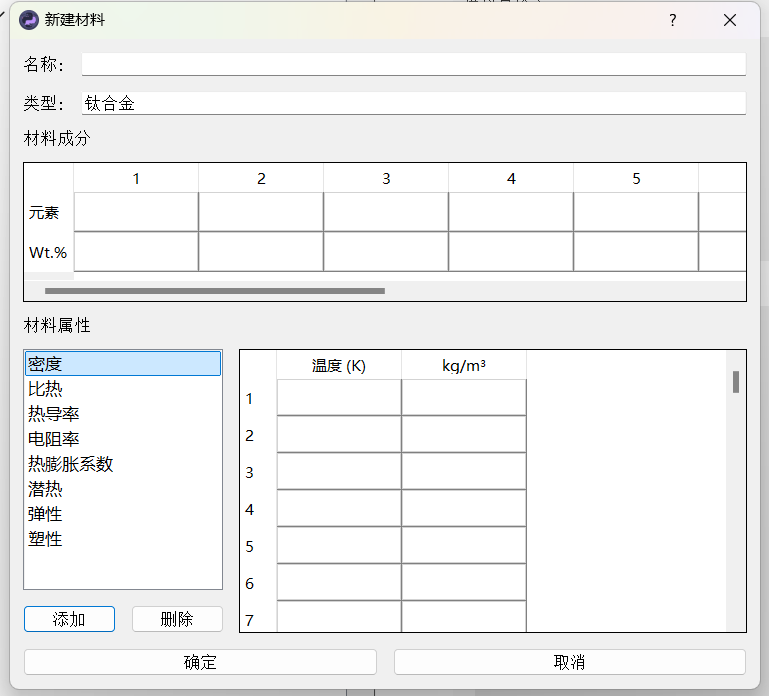 新建材料 ?
名称：
类型： 钛合金
材料成分
1 2 3 4 5
元素
Wt.%
材料属性
密度
比热
热导率
电阻率
热膨胀系数
潜热
弹性
塑性
温度 (K) kg/m³
1
2
3
4
5
6
7
添加 删除
确定 取消